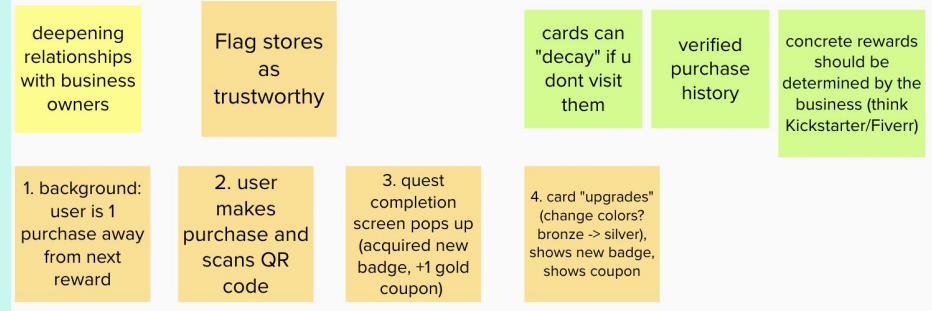 deepening
relationships
with business
owners
Flag stores
as
trustworthy
cards can
"decay" if u
dont visit
them
verified
purchase
history
concrete rewards
should be
determined by the
business (think
Kickstarter/Fiverr)
1. background:
user is 1
purchase away
from next
reward
2. user
makes
purchase and
scans QR
code
3. quest
completion
screen pops up
(acquired new
badge, +1 gold
coupon)
4. card "upgrades"
(change colors?
bronze -> silver),
shows new badge,
shows coupon